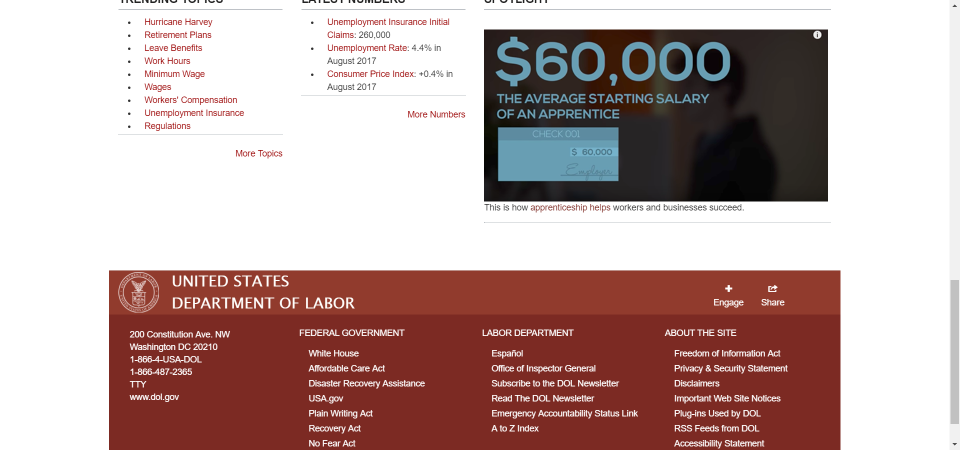 TRENDING TOPICS
Hurricane Harvey
Retirement Plans
Leave Benefits
Work Hours
Minimum Wage
Wages
Workers' Compensation
Unemployment Insurance
Regulations
More Topics
LATEST NUMBERS
Unemployment Insurance Initial
Claims: 260,000
Unemployment Rate: 4.4% in
August 2017
Consumer Price Index: +0.4% in
August 2017
More Numbers
SPOTLIGHT
$60,000
THE AVERAGE STARTING SALARY
OF AN APPRENTICE
CHECK 001
$ 60,000
Employer
This is how apprenticeship helps workers and businesses succeed.
UNITED STATES
DEPARTMENT OF LABOR
Engage
Share
200 Constitution Ave. NW
Washington DC 20210
1-866-4-USA-DOL
1-866-487-2365
TTY
www.dol.gov
FEDERAL GOVERNMENT
White House
Affordable Care Act
Disaster Recovery Assistance
USA.gov
Plain Writing Act
Recovery Act
No Fear Act
LABOR DEPARTMENT
Español
Office of Inspector General
Subscribe to the DOL Newsletter
Read The DOL Newsletter
Emergency Accountability Status Link
A to Z Index
ABOUT THE SITE
Freedom of Information Act
Privacy & Security Statement
Disclaimers
Important Web Site Notices
Plug-ins Used by DOL
RSS Feeds from DOL
Accessibility Statement